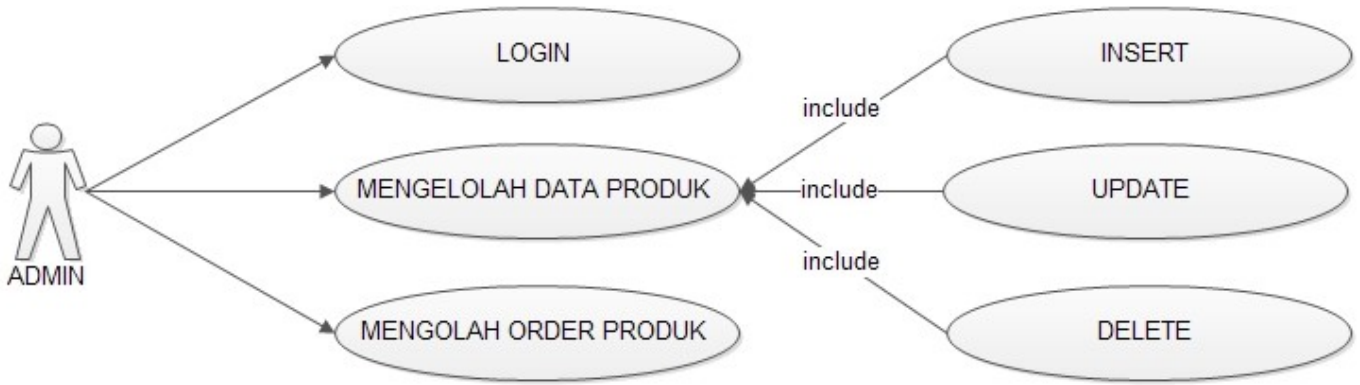 LOGIN
INSERT
include
ADMIN
MENGELOLAH DATA PRODUK
include
UPDATE
include
MENGOLAH ORDER PRODUK
DELETE